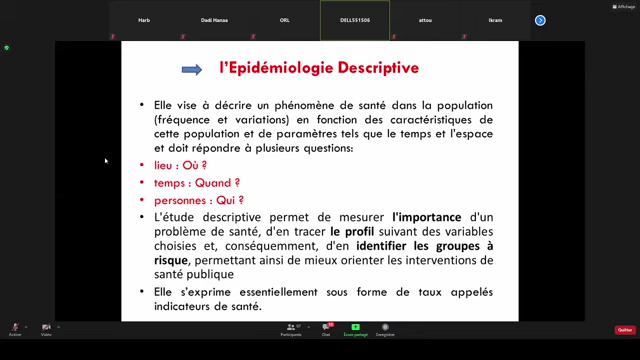 Affichage
Harb
Dadi Hanaa
ORL
DELL551506
attou
Ikram
l'Epidémiologie Descriptive
• Elle vise à décrire un phénomène de santé dans la population
(fréquence et variations) en fonction des caractéristiques de
cette population et de paramètres tels que le temps et l'espace
et doit répondre à plusieurs questions:
• lieu : Où ?
• temps : Quand ?
• personnes : Qui ?
• L'étude descriptive permet de mesurer l'importance d'un
problème de santé, d'en tracer le profil suivant des variables
choisies et, conséquemment, d'en identifier les groupes à
risque, permettant ainsi de mieux orienter les interventions de
santé publique
• Elle s'exprime essentiellement sous forme de taux appelés
indicateurs de santé.
Activer
Vidéo
Participants
Chat
Écran partagé
Enregistrer
Quitter